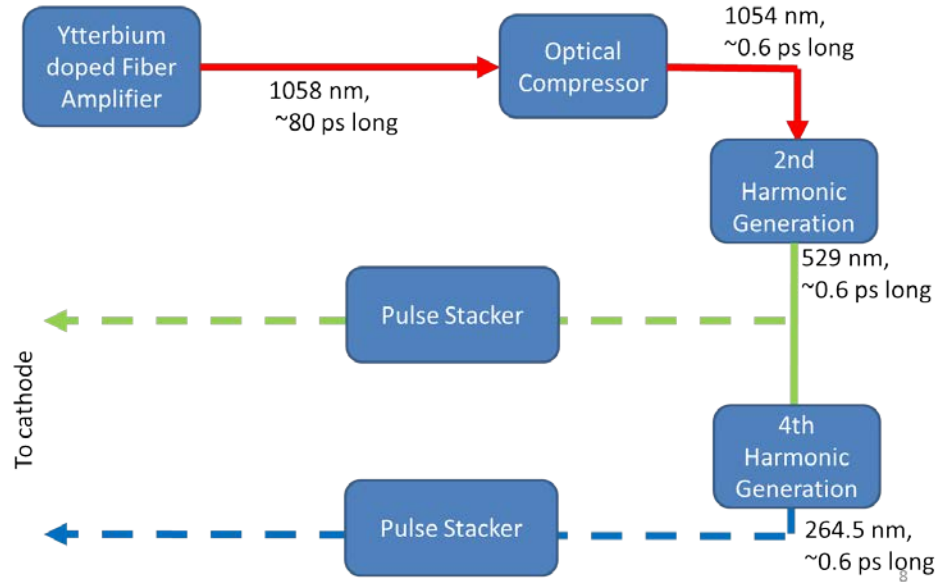 Ytterbium
doped Fiber
Amplifier
1058 nm,
~80 ps long
Optical
Compressor
1054 nm,
~0.6 ps long
2nd
Harmonic
Generation
529 nm,
~0.6 ps long
Pulse Stacker
To cathode
4th
Harmonic
Generation
Pulse Stacker
264.5 nm,
~0.6 ps long
8